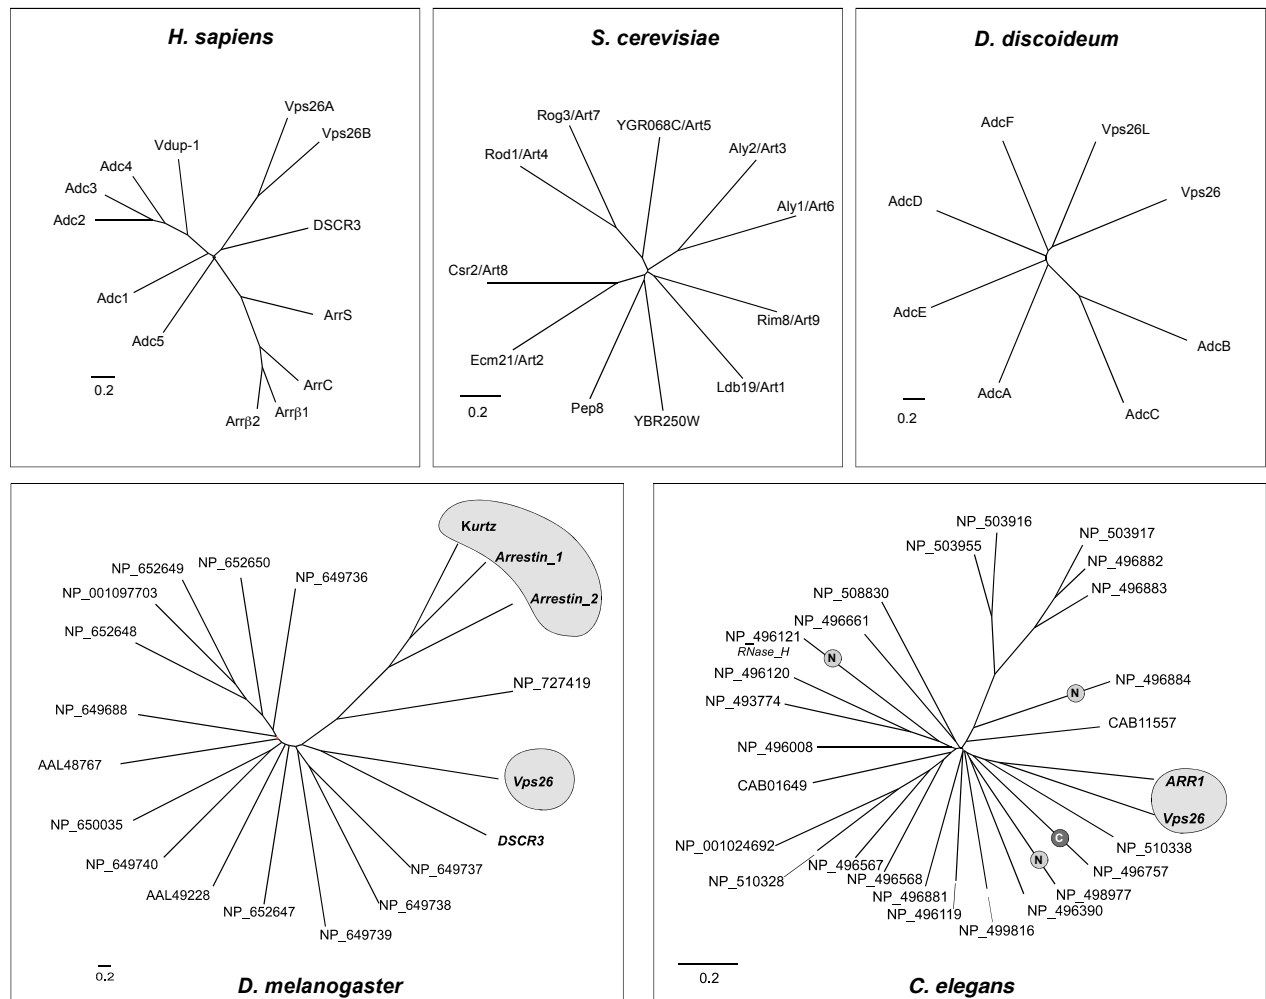 H. sapiens
Vps26A
Vps26B
Vdup-1
Adc4
Adc3
Adc2
DSCR3
Adc1
ArrS
Adc5
ArrC
Arrβ1
Arrβ2
0.2
S. cerevisiae
Rog3/Art7
YGR068C/Art5
Rod1/Art4
Aly2/Art3
Aly1/Art6
Csr2/Art8
Rim8/Art9
Ecm21/Art2
Ldb19/Art1
Pep8
YBR250W
0.2
D. discoideum
AdcF
Vps26L
Vps26
AdcD
AdcE
AdcB
AdcA
AdcC
0.2
Kurtz
Arrestin_1
Arrestin_2
NP_652650
NP_652649
NP_649736
NP_001097703
NP_652648
NP_727419
NP_649688
AAL48767
Vps26
NP_650035
DSCR3
NP_649740
NP_649737
AAL49228
NP_649738
NP_652647
NP_649739
0.2
D. melanogaster
NP_503916
NP_503917
NP_503955
NP_496882
NP_496883
NP_508830
NP_496661
NP_496121
RNase_H
N
NP_496120
NP_496884
N
NP_493774
CAB11557
NP_496008
CAB01649
ARR1
Vps26
C
NP_001024692
NP_510338
N
NP_510328
NP_496567
NP_496757
NP_496568
NP_498977
NP_496881
NP_496390
NP_496119
NP_499816
0.2
C. elegans